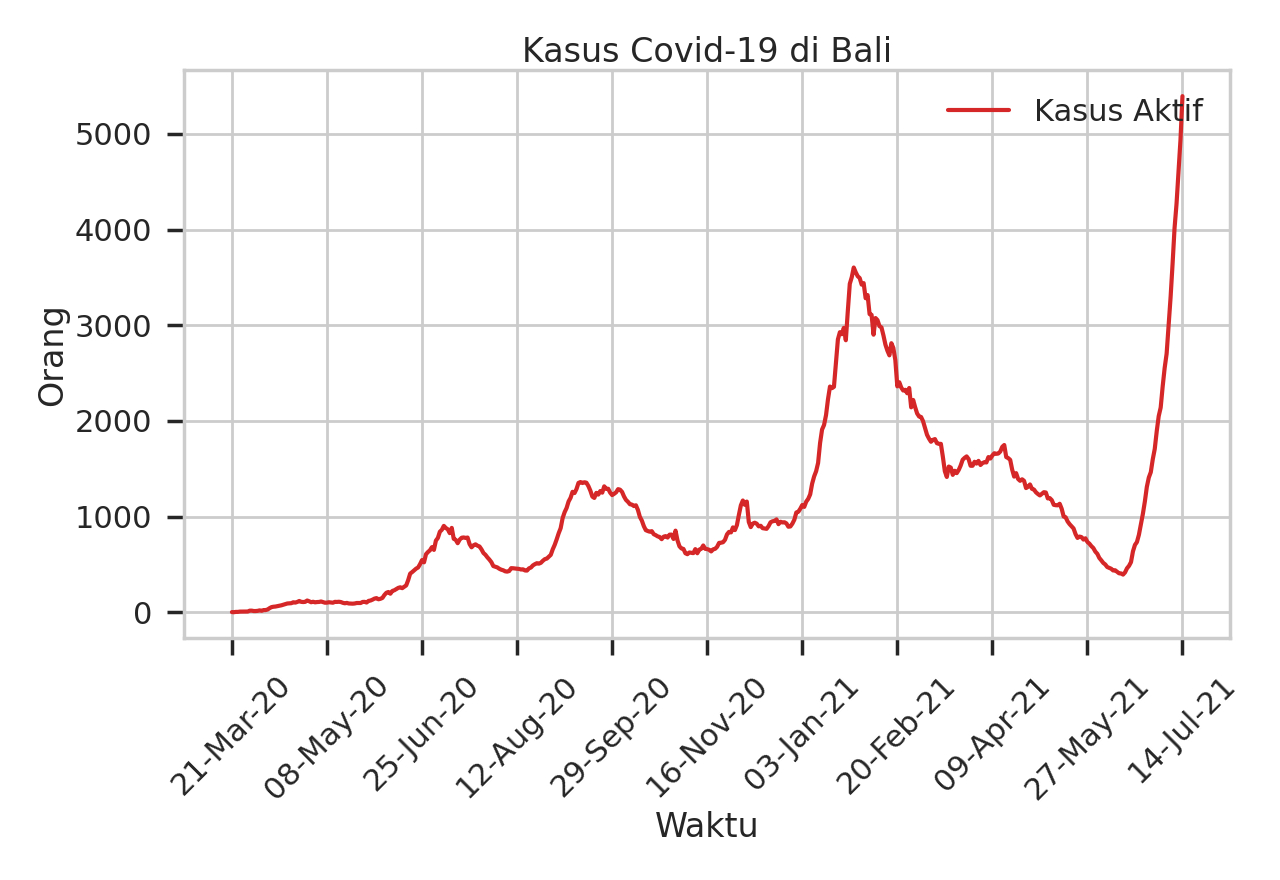 Kasus Covid-19 di Bali
Kasus Aktif
Orang
5000
4000
3000
2000
1000
0
21-Mar-20
08-May-20
25-Jun-20
12-Aug-20
29-Sep-20
16-Nov-20
03-Jan-21
20-Feb-21
09-Apr-21
27-May-21
14-Jul-21
Waktu